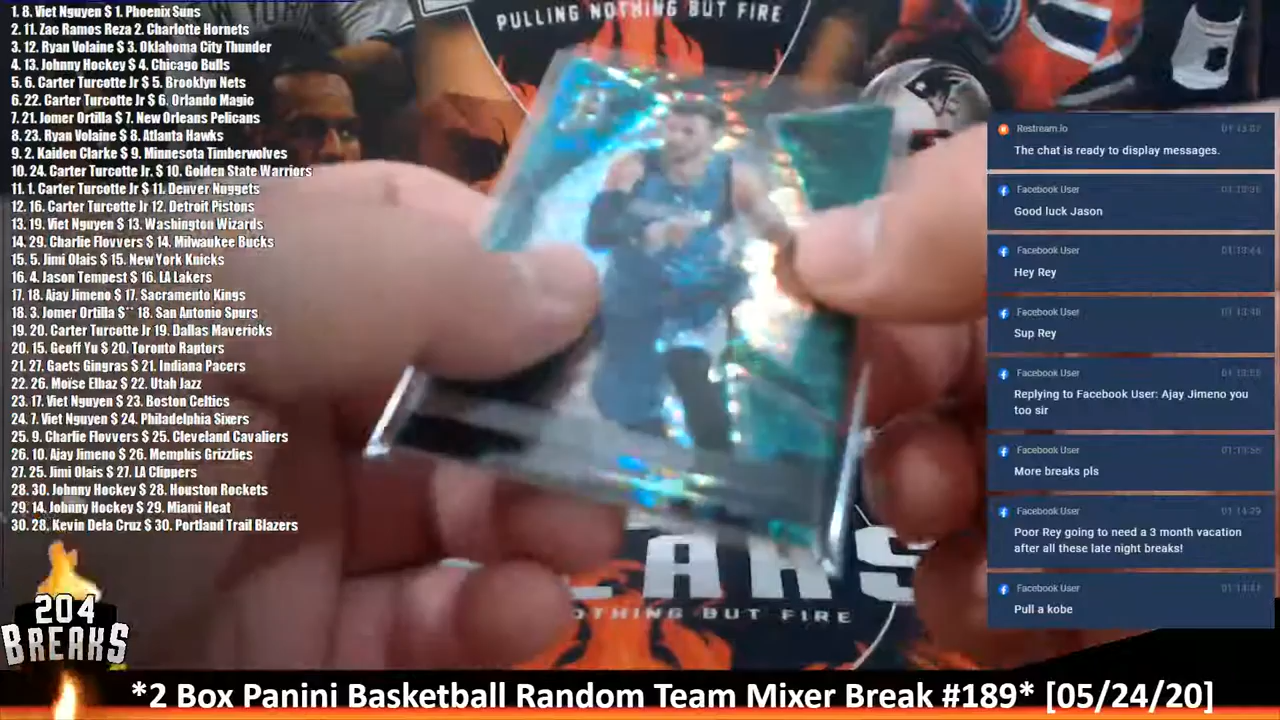 1. 8. Viet Nguyen $ 1. Phoenix Suns
2. 11. Zac Ramos Reza 2. Charlotte Hornets
3. 12. Ryan Volaine $ 3. Oklahoma City Thunder
4. 13. Johnny Hockey $ 4. Chicago Bulls
5. 6. Carter Turcotte Jr $ 5. Brooklyn Nets
6. 22. Carter Turcotte Jr $ 6. Orlando Magic
7. 21. Jomer Ortilla $ 7. New Orleans Pelicans
8. 23. Ryan Volaine $ 8. Atlanta Hawks
9. 2. Kaiden Clarke $ 9. Minnesota Timberwolves
10. 24. Carter Turcotte Jr. $ 10. Golden State Warriors
11. 1. Carter Turcotte Jr $ 11. Denver Nuggets
12. 16. Carter Turcotte Jr 12. Detroit Pistons
13. 19. Viet Nguyen $ 13. Washington Wizards
14. 29. Charlie Flovvers $ 14. Milwaukee Bucks
15. 5. Jimi Olais $ 15. New York Knicks
16. 4. Jason Tempest $ 16. LA Lakers
17. 18. Ajay Jimeno $ 17. Sacramento Kings
18. 3. Jomer Ortilla $** 18. San Antonio Spurs
19. 20. Carter Turcotte Jr 19. Dallas Mavericks
20. 15. Geoff Yu $ 20. Toronto Raptors
21. 27. Gaets Gingras $ 21. Indiana Pacers
22. 26. Moïse Elhaz $ 22. Utah Jazz
23. 17. Viet Nguyen $ 23. Boston Celtics
24. 7. Viet Nguyen $ 24. Philadelphia Sixers
25. 9. Charlie Flovvers $ 25. Cleveland Cavaliers
26. 10. Ajay Jimeno $ 26. Memphis Grizzlies
27. 25. Jimi Olais $ 27. LA Clippers
28. 30. Johnny Hockey $ 28. Houston Rockets
29. 14. Johnny Hockey $ 29. Miami Heat
30. 28. Kevin Dela Cruz $ 30. Portland Trail Blazers
PULLING NOTHING BUT FIRE
Restream.io 01:13:07
The chat is ready to display messages.
Facebook User
Good luck Jason
Facebook User
Hey Rey
Facebook User
Sup Rey
Facebook User
Replying to Facebook User: Ajay Jimeno you
too sir
Facebook User
More breaks pls
Facebook User 01:14:29
Poor Rey going to need a 3 month vacation
after all these late night breaks!
Facebook User
Pull a kobe
NOTHING BUT FIRE
204
BREAKS
*2 Box Panini Basketball Random Team Mixer Break #189* [05/24/20]